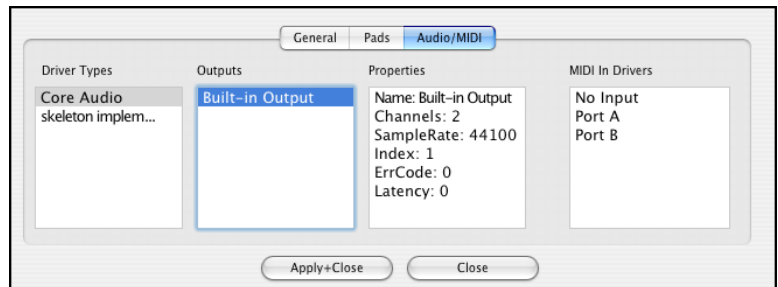 General Pads Audio/MIDI
Driver Types Outputs Properties MIDI In Drivers
Core Audio
skeleton implem...
Built-in Output
Name: Built-in Output
Channels: 2
SampleRate: 44100
Index: 1
ErrCode: 0
Latency: 0
No Input
Port A
Port B
Apply+Close Close